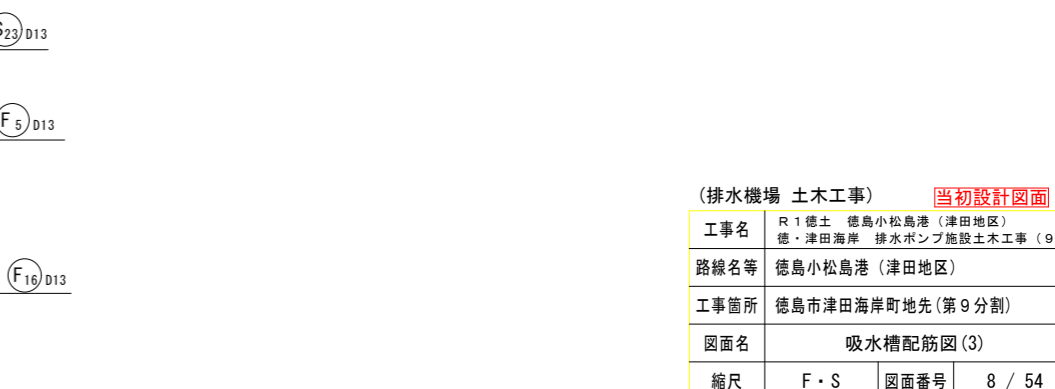 S23 D13
F 5 D13
F16 D13
(排水機場 土木工事) 当初設計図面
工事名 R1徳土 徳島小松島港(津田地区)
徳・津田海岸 排水ポンプ施設土木工事(9
路線名等 徳島小松島港(津田地区)
工事箇所 徳島市津田海岸町地先(第9分割)
図面名 吸水槽配筋図(3)
縮尺 F・S 図面番号 8 / 54